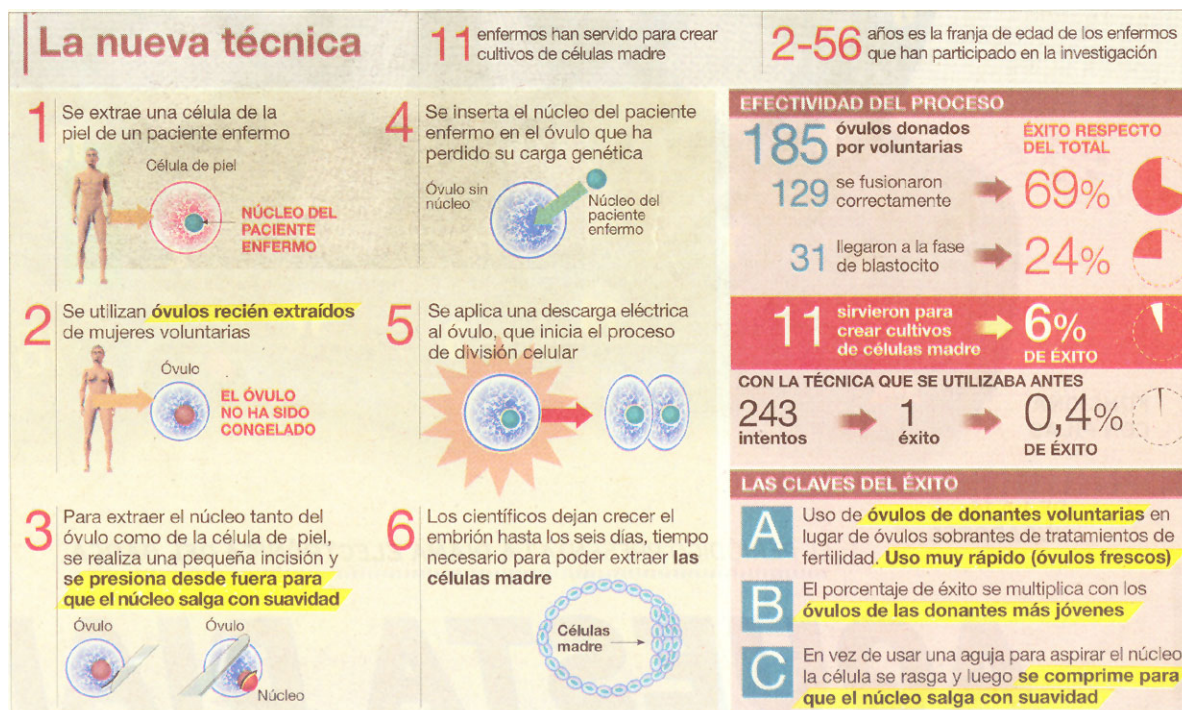 La nueva técnica
11 enfermos han servido para crear
cultivos de células madre
2-56 años es la franja de edad de los enfermos
que han participado en la investigación
1 Se extrae una célula de la
piel de un paciente enfermo
Célula de piel
NÚCLEO DEL
PACIENTE
ENFERMO
2 Se utilizan óvulos recién extraídos
de mujeres voluntarias
Óvulo
EL ÓVULO
NO HA SIDO
CONGELADO
3 Para extraer el núcleo tanto del
óvulo como de la célula de piel,
se realiza una pequeña incisión y
se presiona desde fuera para
que el núcleo salga con suavidad
Óvulo
Óvulo
Núcleo
4 Se inserta el núcleo del paciente
enfermo en el óvulo que ha
perdido su carga genética
Óvulo sin
núcleo
Núcleo del
paciente
enfermo
5 Se aplica una descarga eléctrica
al óvulo, que inicia el proceso
de división celular
6 Los científicos dejan crecer el
embrión hasta los seis días, tiempo
necesario para poder extraer las
células madre
Células
madre
EFECTIVIDAD DEL PROCESO
185 óvulos donados
por voluntarias
ÉXITO RESPECTO
DEL TOTAL
129 se fusionaron
correctamente
69%
31 llegaron a la fase
de blastocito
24%
11 sirvieron para
crear cultivos
de células madre
6%
DE ÉXITO
CON LA TÉCNICA QUE SE UTILIZABA ANTES
243
intentos
1
éxito
0,4%
DE ÉXITO
LAS CLAVES DEL ÉXITO
A Uso de óvulos de donantes voluntarias en
lugar de óvulos sobrantes de tratamientos de
fertilidad. Uso muy rápido (óvulos frescos)
B El porcentaje de éxito se multiplica con los
óvulos de las donantes más jóvenes
C En vez de usar una aguja para aspirar el núcleo
la célula se rasga y luego se comprime para
que el núcleo salga con suavidad